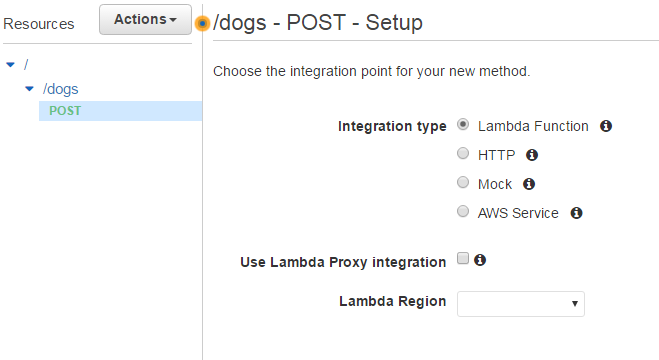 Resources
Actions
/
/dogs
POST
/dogs - POST - Setup
Choose the integration point for your new method.
Integration type
Lambda Function
HTTP
Mock
AWS Service
Use Lambda Proxy integration
Lambda Region